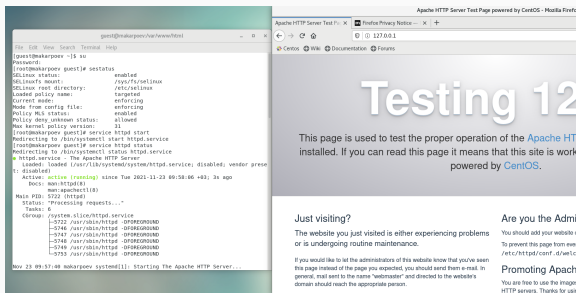 guest@makarpoev:/var/www/html
File Edit View Search Terminal Help
[guest@makarpoev ~]$ su
Password:
[root@makarpoev guest]# sestatus
SELinux status: enabled
SELinuxfs mount: /sys/fs/selinux
SELinux root directory: /etc/selinux
Loaded policy name: targeted
Current mode: enforcing
Mode from config file: enforcing
Policy MLS status: enabled
Policy deny_unknown status: allowed
Max kernel policy version: 31
[root@makarpoev guest]# service httpd start
Redirecting to /bin/systemctl start httpd.service
[root@makarpoev guest]# service httpd status
Redirecting to /bin/systemctl status httpd.service
● httpd.service - The Apache HTTP Server
Loaded: loaded (/usr/lib/systemd/system/httpd.service; disabled; vendor prese
t: disabled)
Active: active (running) since Tue 2021-11-23 09:58:06 +03; 3s ago
Docs: man:httpd(8)
man:apachectl(8)
Main PID: 5722 (httpd)
Status: "Processing requests..."
Tasks: 6
CGroup: /system.slice/httpd.service
├─5722 /usr/sbin/httpd -DFOREGROUND
├─5746 /usr/sbin/httpd -DFOREGROUND
├─5747 /usr/sbin/httpd -DFOREGROUND
├─5748 /usr/sbin/httpd -DFOREGROUND
├─5749 /usr/sbin/httpd -DFOREGROUND
└─5753 /usr/sbin/httpd -DFOREGROUND
Nov 23 09:57:40 makarpoev systemd[1]: Starting The Apache HTTP Server...
Apache HTTP Server Test Page powered by CentOS - Mozilla Firefo
Apache HTTP Server Test Pa × Firefox Privacy Notice — × +
127.0.0.1
Centos Wiki Documentation Forums
Testing 12
This page is used to test the proper operation of the Apache HT
installed. If you can read this page it means that this site is work
powered by CentOS.
Just visiting?
The website you just visited is either experiencing problems
or is undergoing routine maintenance.
If you would like to let the administrators of this website know that you've seen
this page instead of the page you expected, you should send them e-mail. In
general, mail sent to the name "webmaster" and directed to the website's
domain should reach the appropriate person.
Are you the Admi
You should add your website c
To prevent this page from ever
/etc/httpd/conf.d/welc
Promoting Apach
You are free to use the image
HTTP servers. Thanks for usin